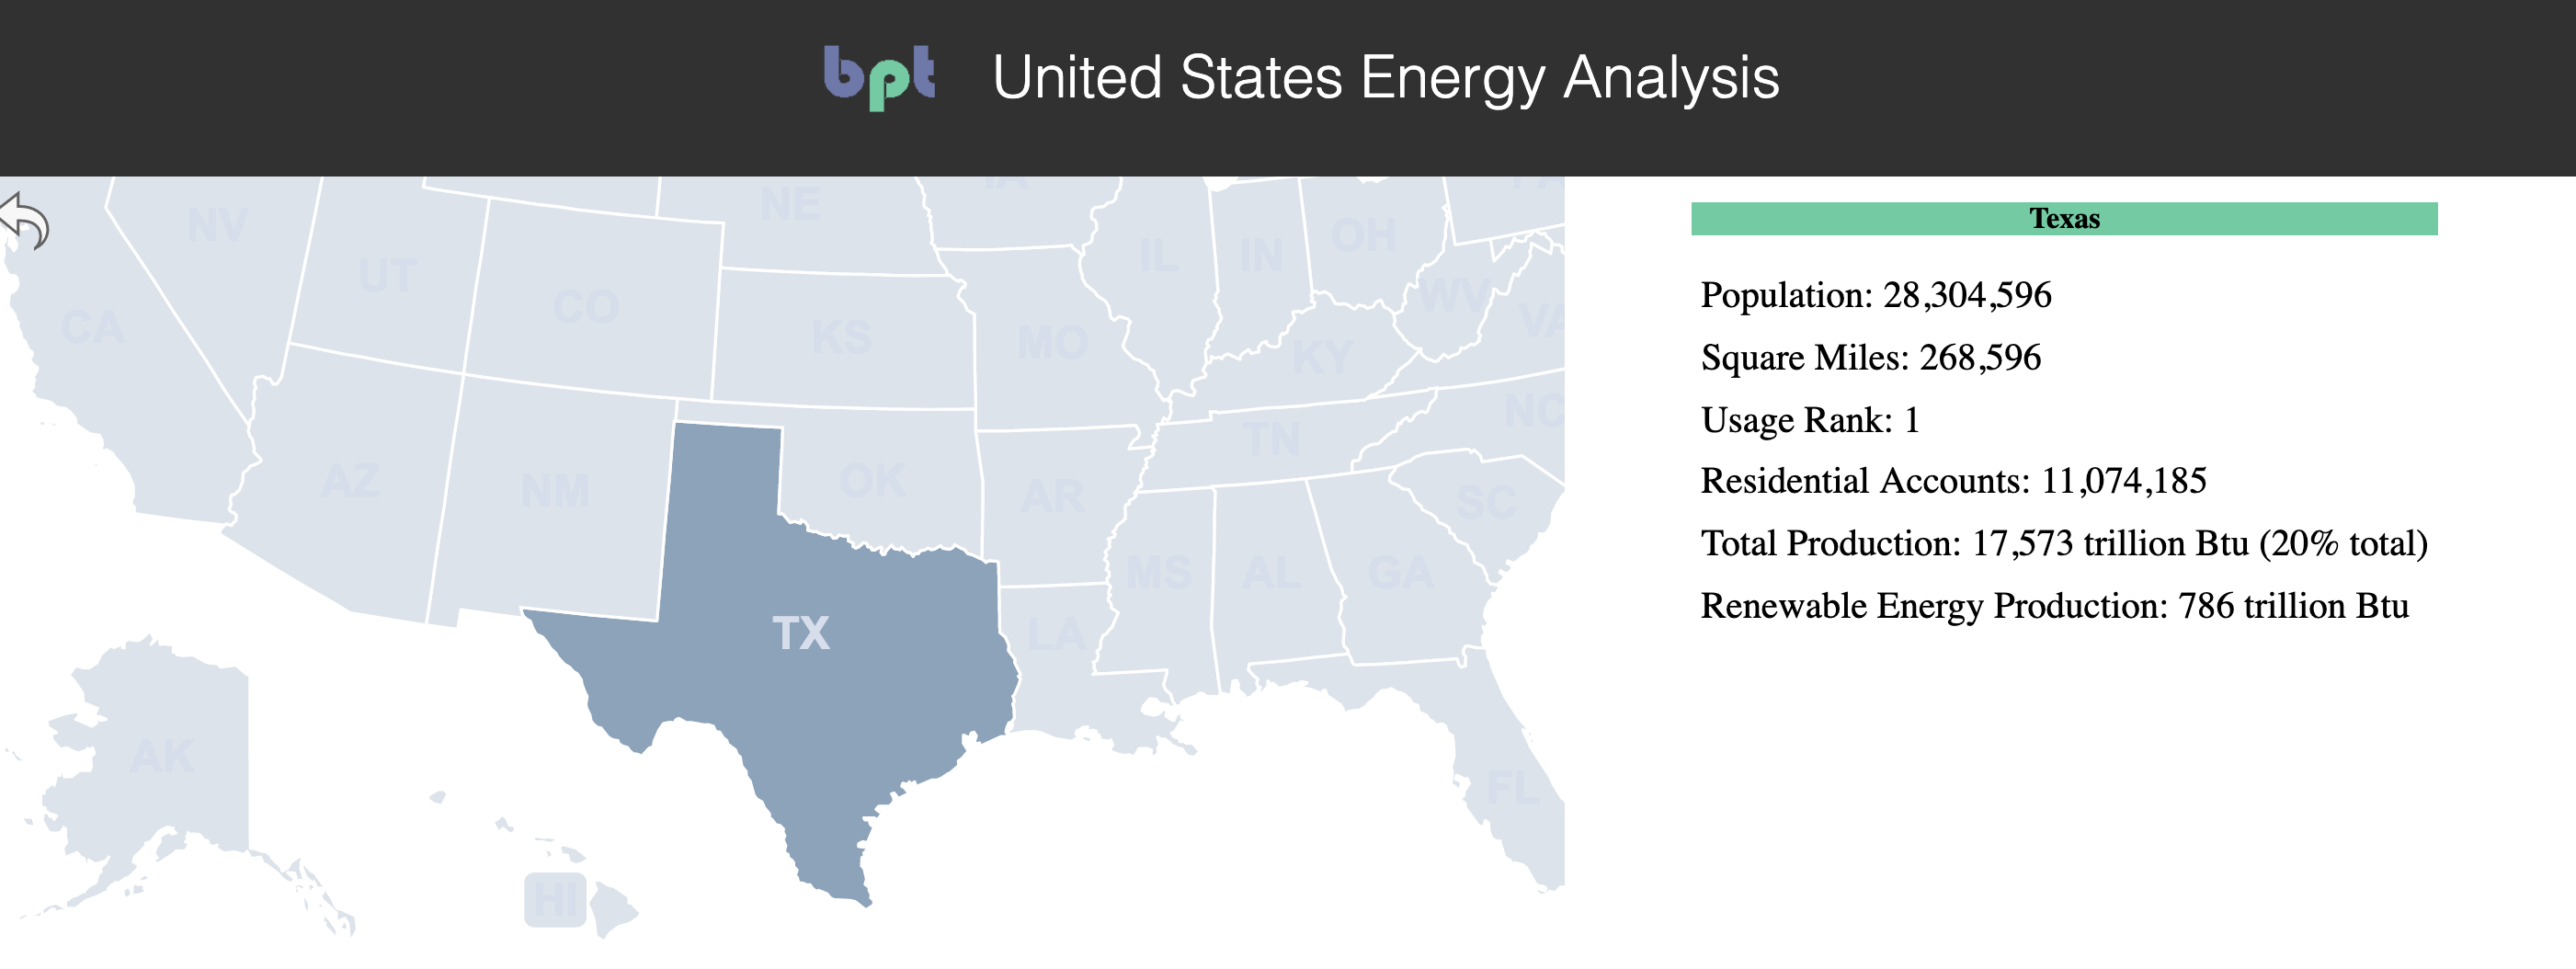 bpt United States Energy Analysis
NE
NV
OH
IL
IN
UT
WV
CO
VA
CA
KS
MO
KY
NC
TN
AZ
NM
OK
AR
SC
MS
AL
GA
TX
LA
AK
FL
HI
Texas
Population: 28,304,596
Square Miles: 268,596
Usage Rank: 1
Residential Accounts: 11,074,185
Total Production: 17,573 trillion Btu (20% total)
Renewable Energy Production: 786 trillion Btu